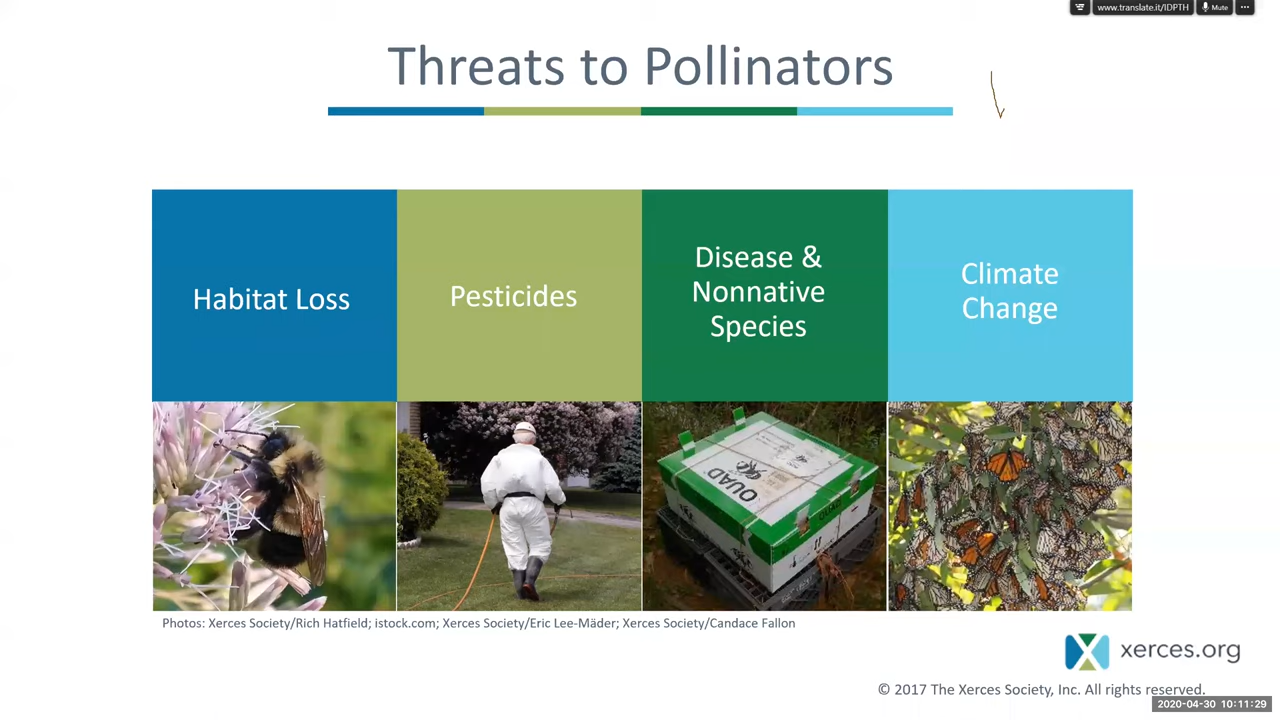 www.translate.it/IDPTH
Mute
Threats to Pollinators
Habitat Loss
Pesticides
Disease &
Nonnative
Species
Climate
Change
QUAD
QUAD
Photos: Xerces Society/Rich Hatfield; istock.com; Xerces Society/Eric Lee-Mäder; Xerces Society/Candace Fallon
xerces.org
© 2017 The Xerces Society, Inc. All rights reserved.
2020-04-30 10:11:29